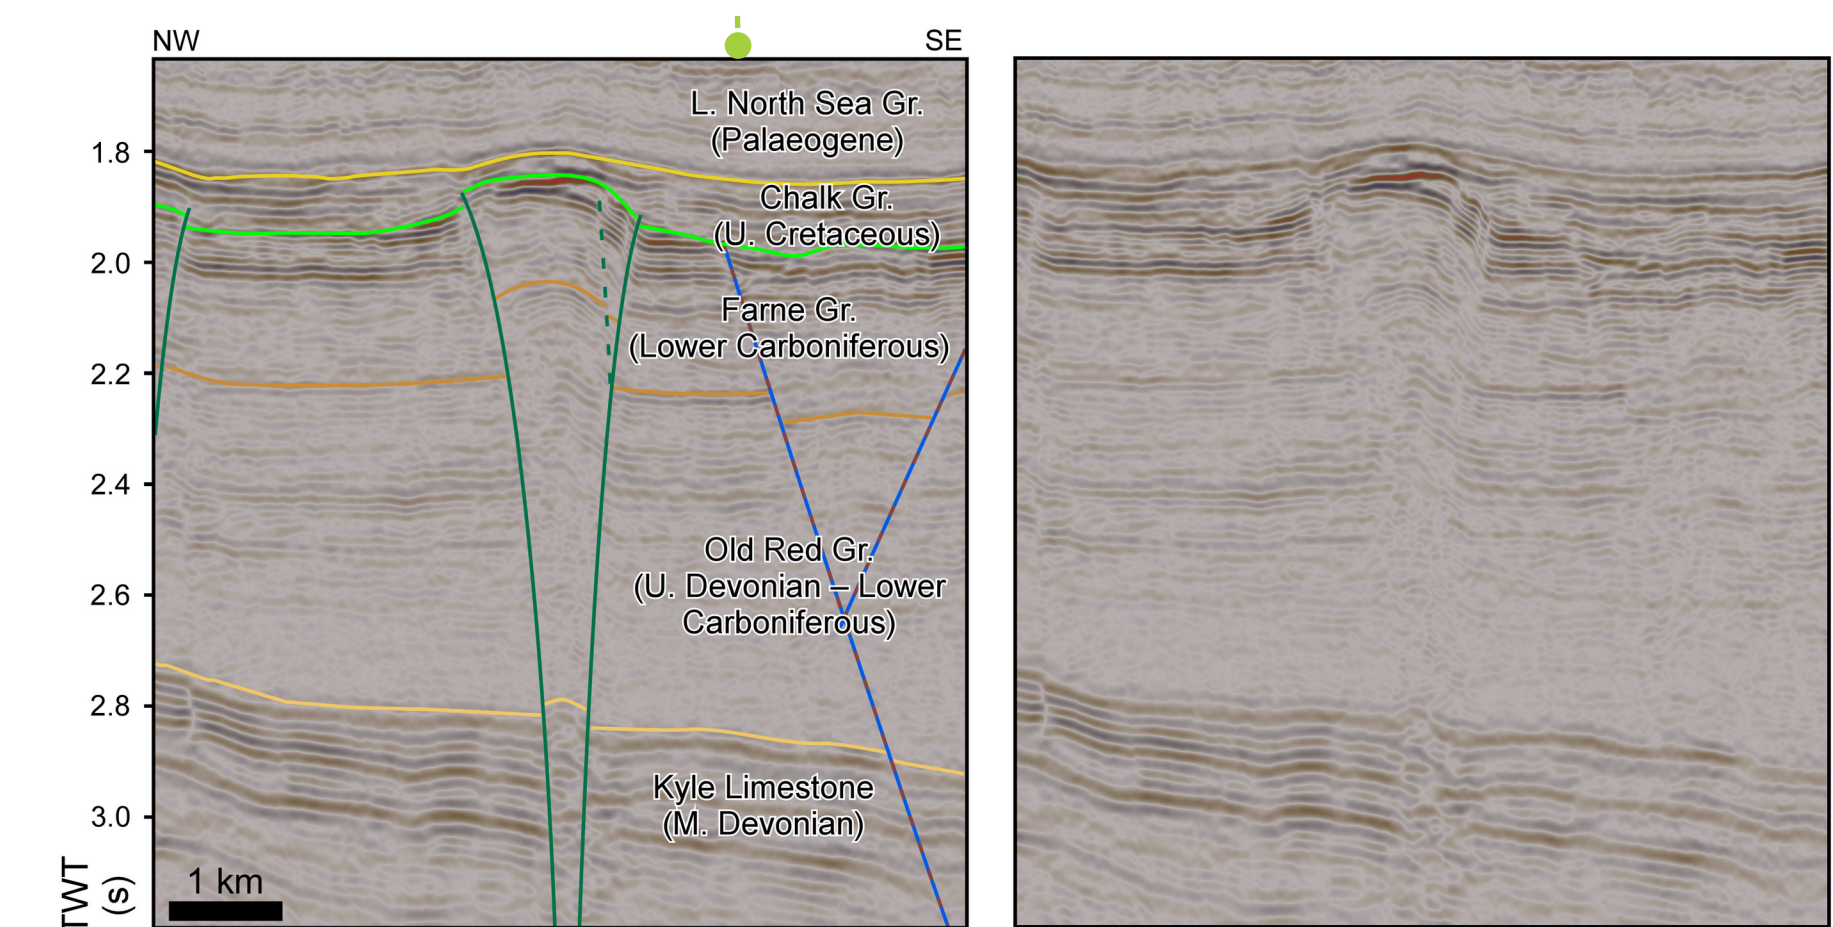 NW
SE
L. North Sea Gr.
(Palaeogene)
1.8
Chalk Gr.
(U. Cretaceous)
2.0
Farne Gr.
(Lower Carboniferous)
2.2
2.4
Old Red Gr.
(U. Devonian – Lower
Carboniferous)
2.6
2.8
Kyle Limestone
(M. Devonian)
3.0
TWT
(s)
1 km